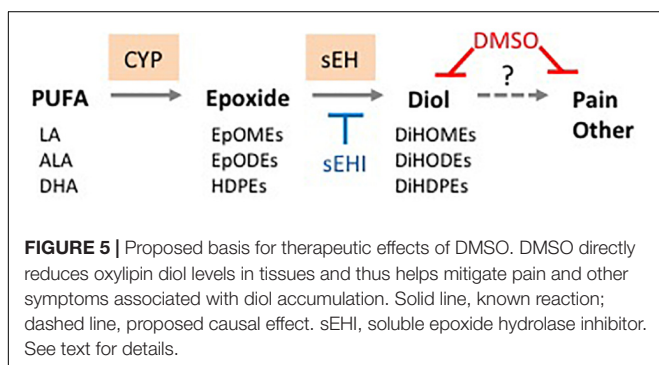 DMSO
CYP
sEH
?
PUFA
Epoxide
Diol
Pain
Other
LA
EpOMEs
DiHOMEs
ALA
EpODEs
sEHI
DiHODEs
DHA
HDPEs
DiHDPEs
FIGURE 5 | Proposed basis for therapeutic effects of DMSO. DMSO directly
reduces oxylipin diol levels in tissues and thus helps mitigate pain and other
symptoms associated with diol accumulation. Solid line, known reaction;
dashed line, proposed causal effect. sEHI, soluble epoxide hydrolase inhibitor.
See text for details.